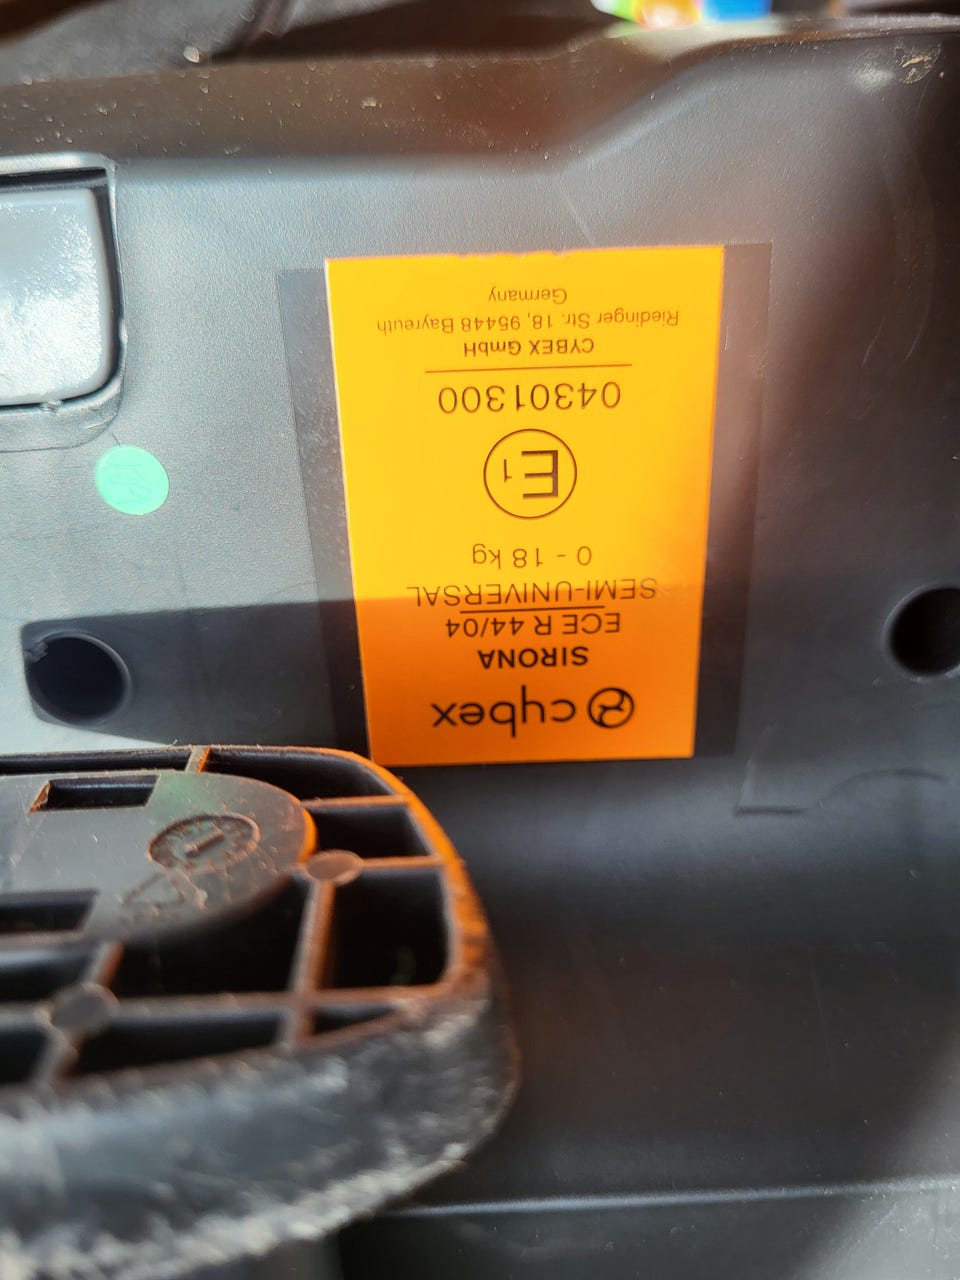 cybex
SIRONA
ECE R 44/04
SEMI-UNIVERSAL
0 - 18 kg
E1
04301300
CYBEX GmbH
Riedinger Str. 18, 95448 Bayreuth
Germany